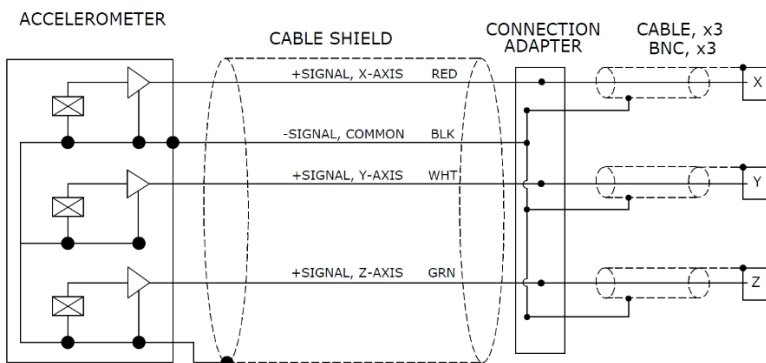 ACCELEROMETER
CABLE SHIELD
CONNECTION
ADAPTER
CABLE, x3
BNC, x3
+SIGNAL, X-AXIS RED
X
-SIGNAL, COMMON BLK
+SIGNAL, Y-AXIS WHT
Y
+SIGNAL, Z-AXIS GRN
Z